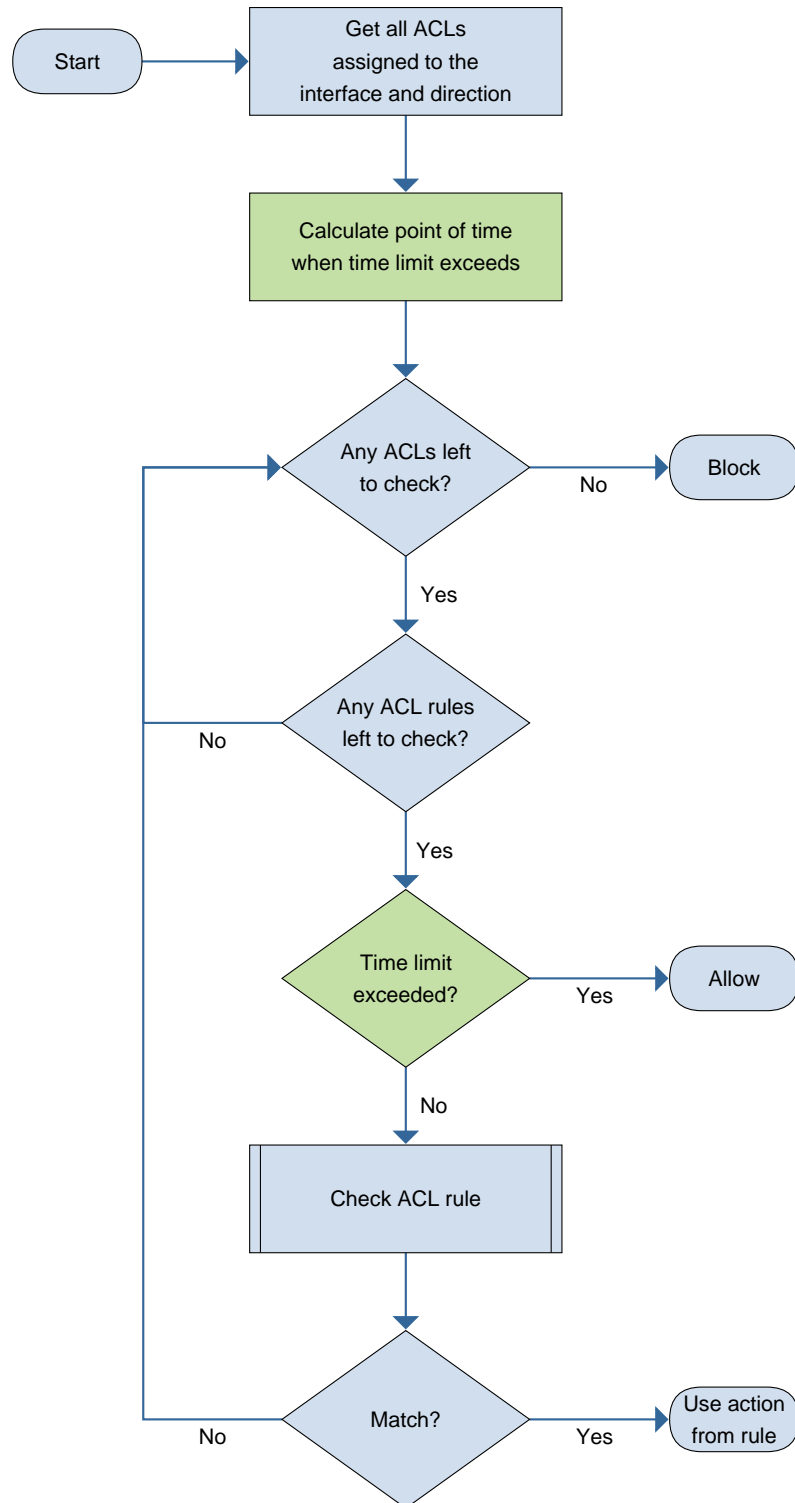 Start
Get all ACLs
assigned to the
interface and direction
Calculate point of time
when time limit exceeds
Any ACLs left
to check?
No
Block
Yes
Any ACL rules
left to check?
No
Yes
Time limit
exceeded?
Yes
Allow
No
Check ACL rule
Match?
No
Yes
Use action
from rule